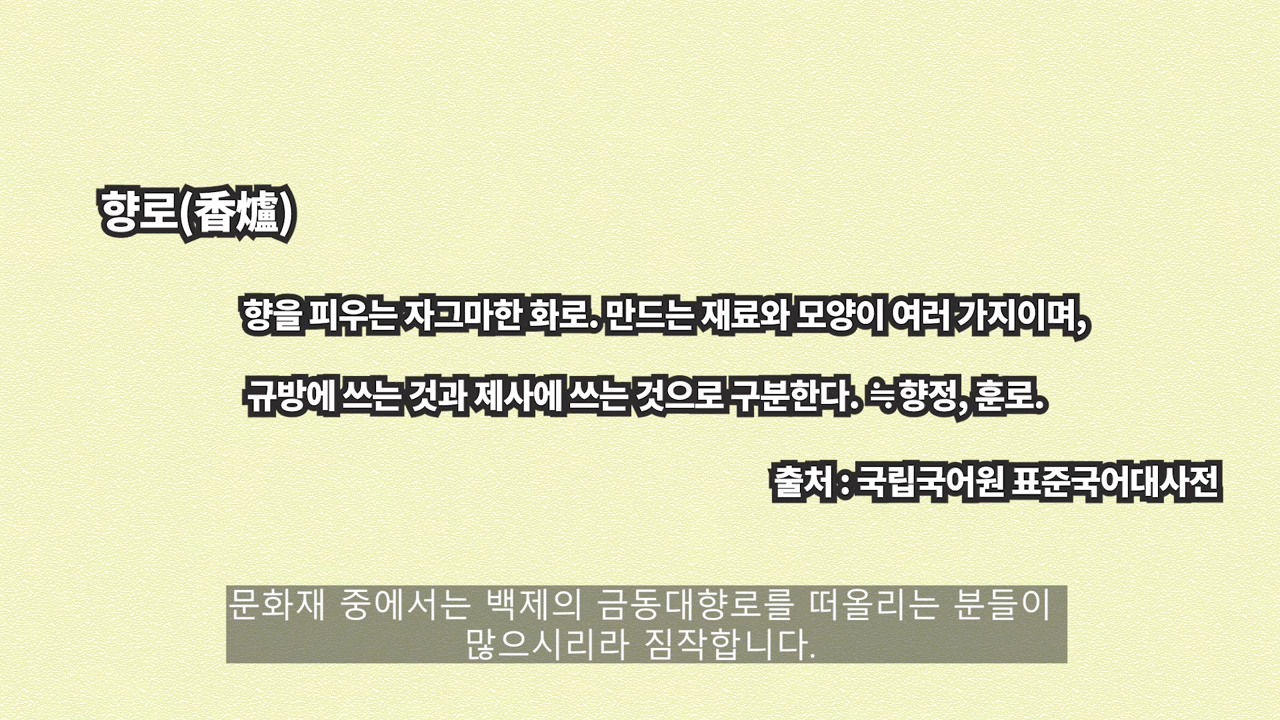 향로(香爐)
향을 피우는 자그마한 화로. 만드는 재료와 모양이 여러 가지이며,
규방에 쓰는 것과 제사에 쓰는 것으로 구분한다. ≒향정, 훈로.
출처 : 국립국어원 표준국어대사전
문화재 중에서는 백제의 금동대향로를 떠올리는 분들이
많으시리라 짐작합니다.